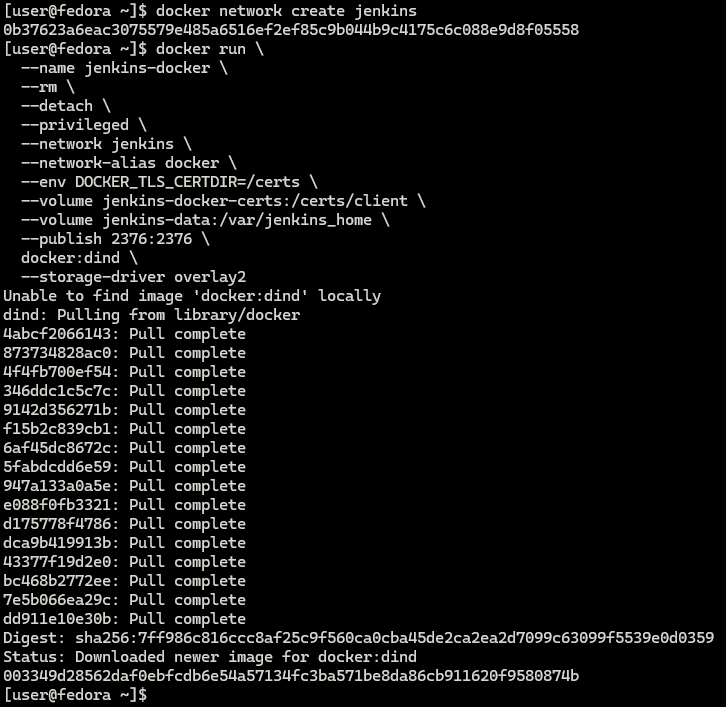 [user@fedora ~]$ docker network create jenkins
0b37623a6eac3075579e485a6516ef2ef85c9b044b9c4175c6c088e9d8f05558
[user@fedora ~]$ docker run \
  --name jenkins-docker \
  --rm \
  --detach \
  --privileged \
  --network jenkins \
  --network-alias docker \
  --env DOCKER_TLS_CERTDIR=/certs \
  --volume jenkins-docker-certs:/certs/client \
  --volume jenkins-data:/var/jenkins_home \
  --publish 2376:2376 \
  docker:dind \
  --storage-driver overlay2
Unable to find image 'docker:dind' locally
dind: Pulling from library/docker
4abcf2066143: Pull complete
873734828ac0: Pull complete
4f4fb700ef54: Pull complete
346ddc1c5c7c: Pull complete
9142d356271b: Pull complete
f15b2c839cb1: Pull complete
6af45dc8672c: Pull complete
5fabdcdd6e59: Pull complete
947a133a0a5e: Pull complete
e088f0fb3321: Pull complete
d175778f4786: Pull complete
dca9b419913b: Pull complete
43377f19d2e0: Pull complete
bc468b2772ee: Pull complete
7e5b066ea29c: Pull complete
dd911e10e30b: Pull complete
Digest: sha256:7ff986c816ccc8af25c9f560ca0cba45de2ca2ea2d7099c63099f5539e0d0359
Status: Downloaded newer image for docker:dind
003349d28562daf0ebfcdb6e54a57134fc3ba571be8da86cb911620f9580874b
[user@fedora ~]$